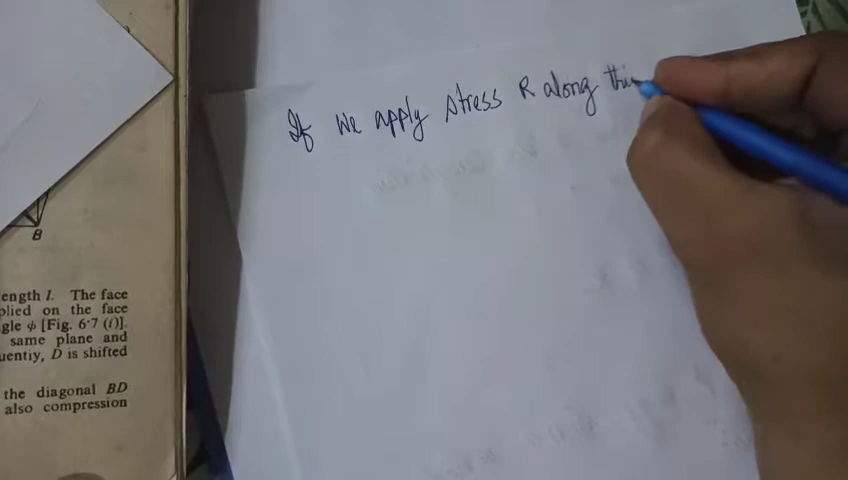 If we apply stress R along thi
B
ength l. The face
plied on the face
gle φ [Fig. 6·7 (i)].
same plane and
uently, D is shifted
the diagonal BD
also compression